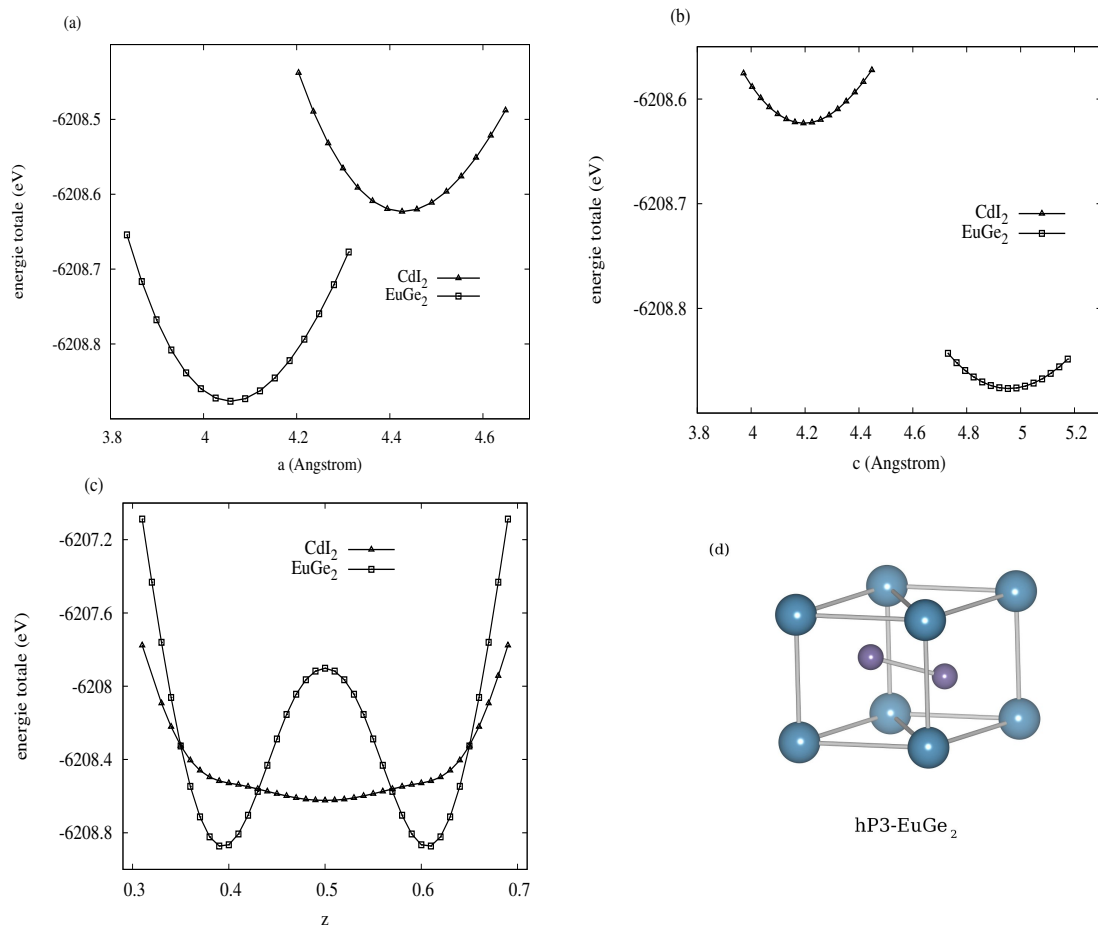 (a)
-6208.5
-6208.6
-6208.7
-6208.8
energie totale (eV)
CdI₂
EuGe₂
3.8 4 4.2 4.4 4.6
a (Angstrom)
(b)
-6208.6
-6208.7
-6208.8
energie totale (eV)
CdI₂
EuGe₂
3.8 4 4.2 4.4 4.6 4.8 5 5.2
c (Angstrom)
(c)
-6207.2
-6207.6
-6208
-6208.4
-6208.8
energie totale (eV)
CdI₂
EuGe₂
0.3 0.4 0.5 0.6 0.7
z
(d)
hP3-EuGe₂